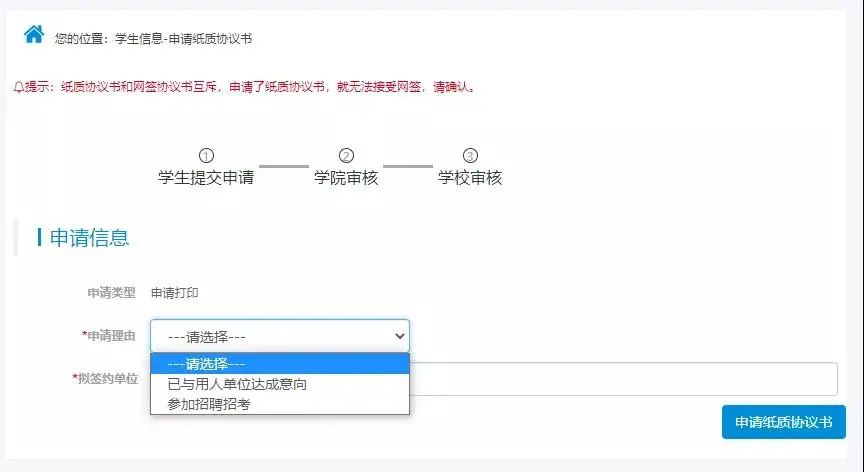 您的位置：学生信息-申请纸质协议书
提示：纸质协议书和网签协议书互斥，申请了纸质协议书，就无法接受网签，请确认。
① ② ③
学生提交申请 学院审核 学校审核
申请信息
申请类型 申请打印
*申请理由 ---请选择---
---请选择---
*拟签约单位 已与用人单位达成意向
参加招聘招考
申请纸质协议书